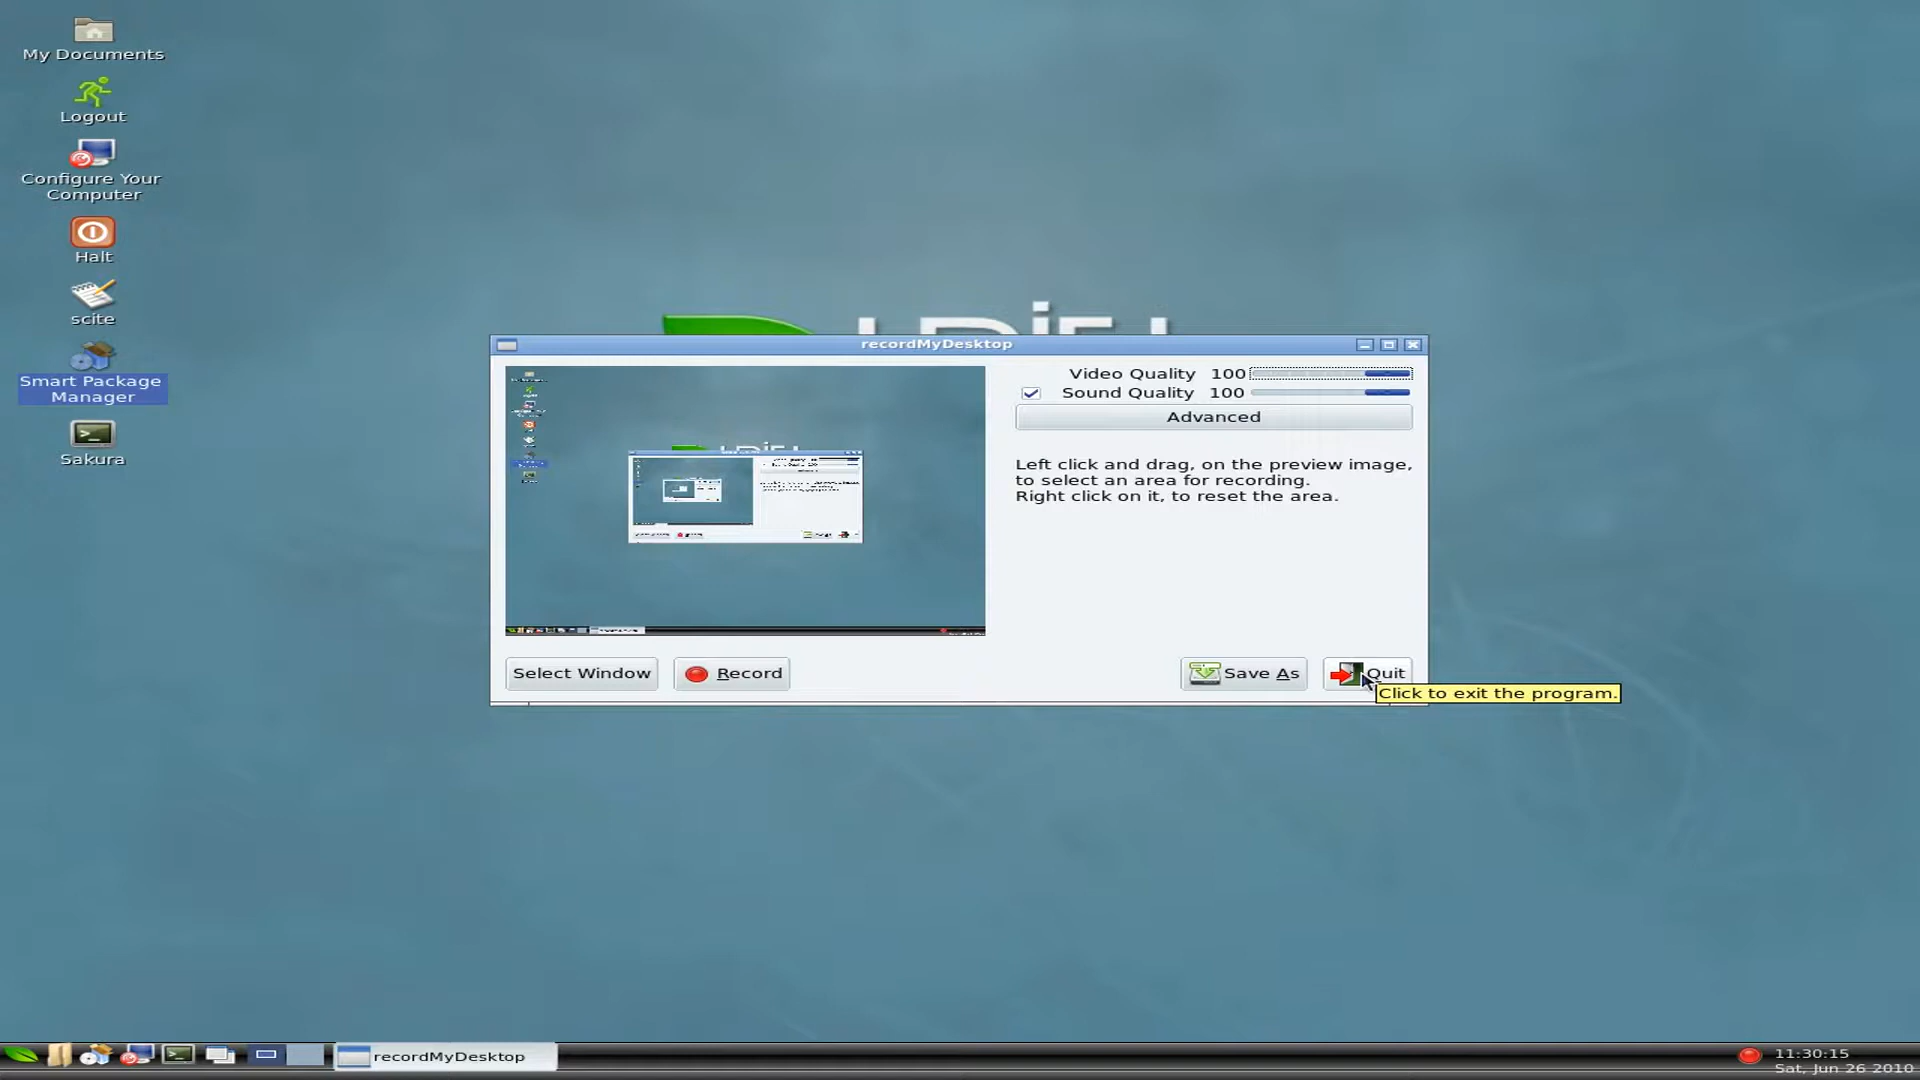 My Documents
Logout
Configure Your
Computer
Halt
scite
Smart Package
Manager
Sakura
recordMyDesktop
Video Quality 100
Sound Quality 100
Advanced
Left click and drag, on the preview image,
to select an area for recording.
Right click on it, to reset the area.
Select Window
Record
Save As
Quit
Click to exit the program.
recordMyDesktop
11:30:15
Sat, Jun 26 2010